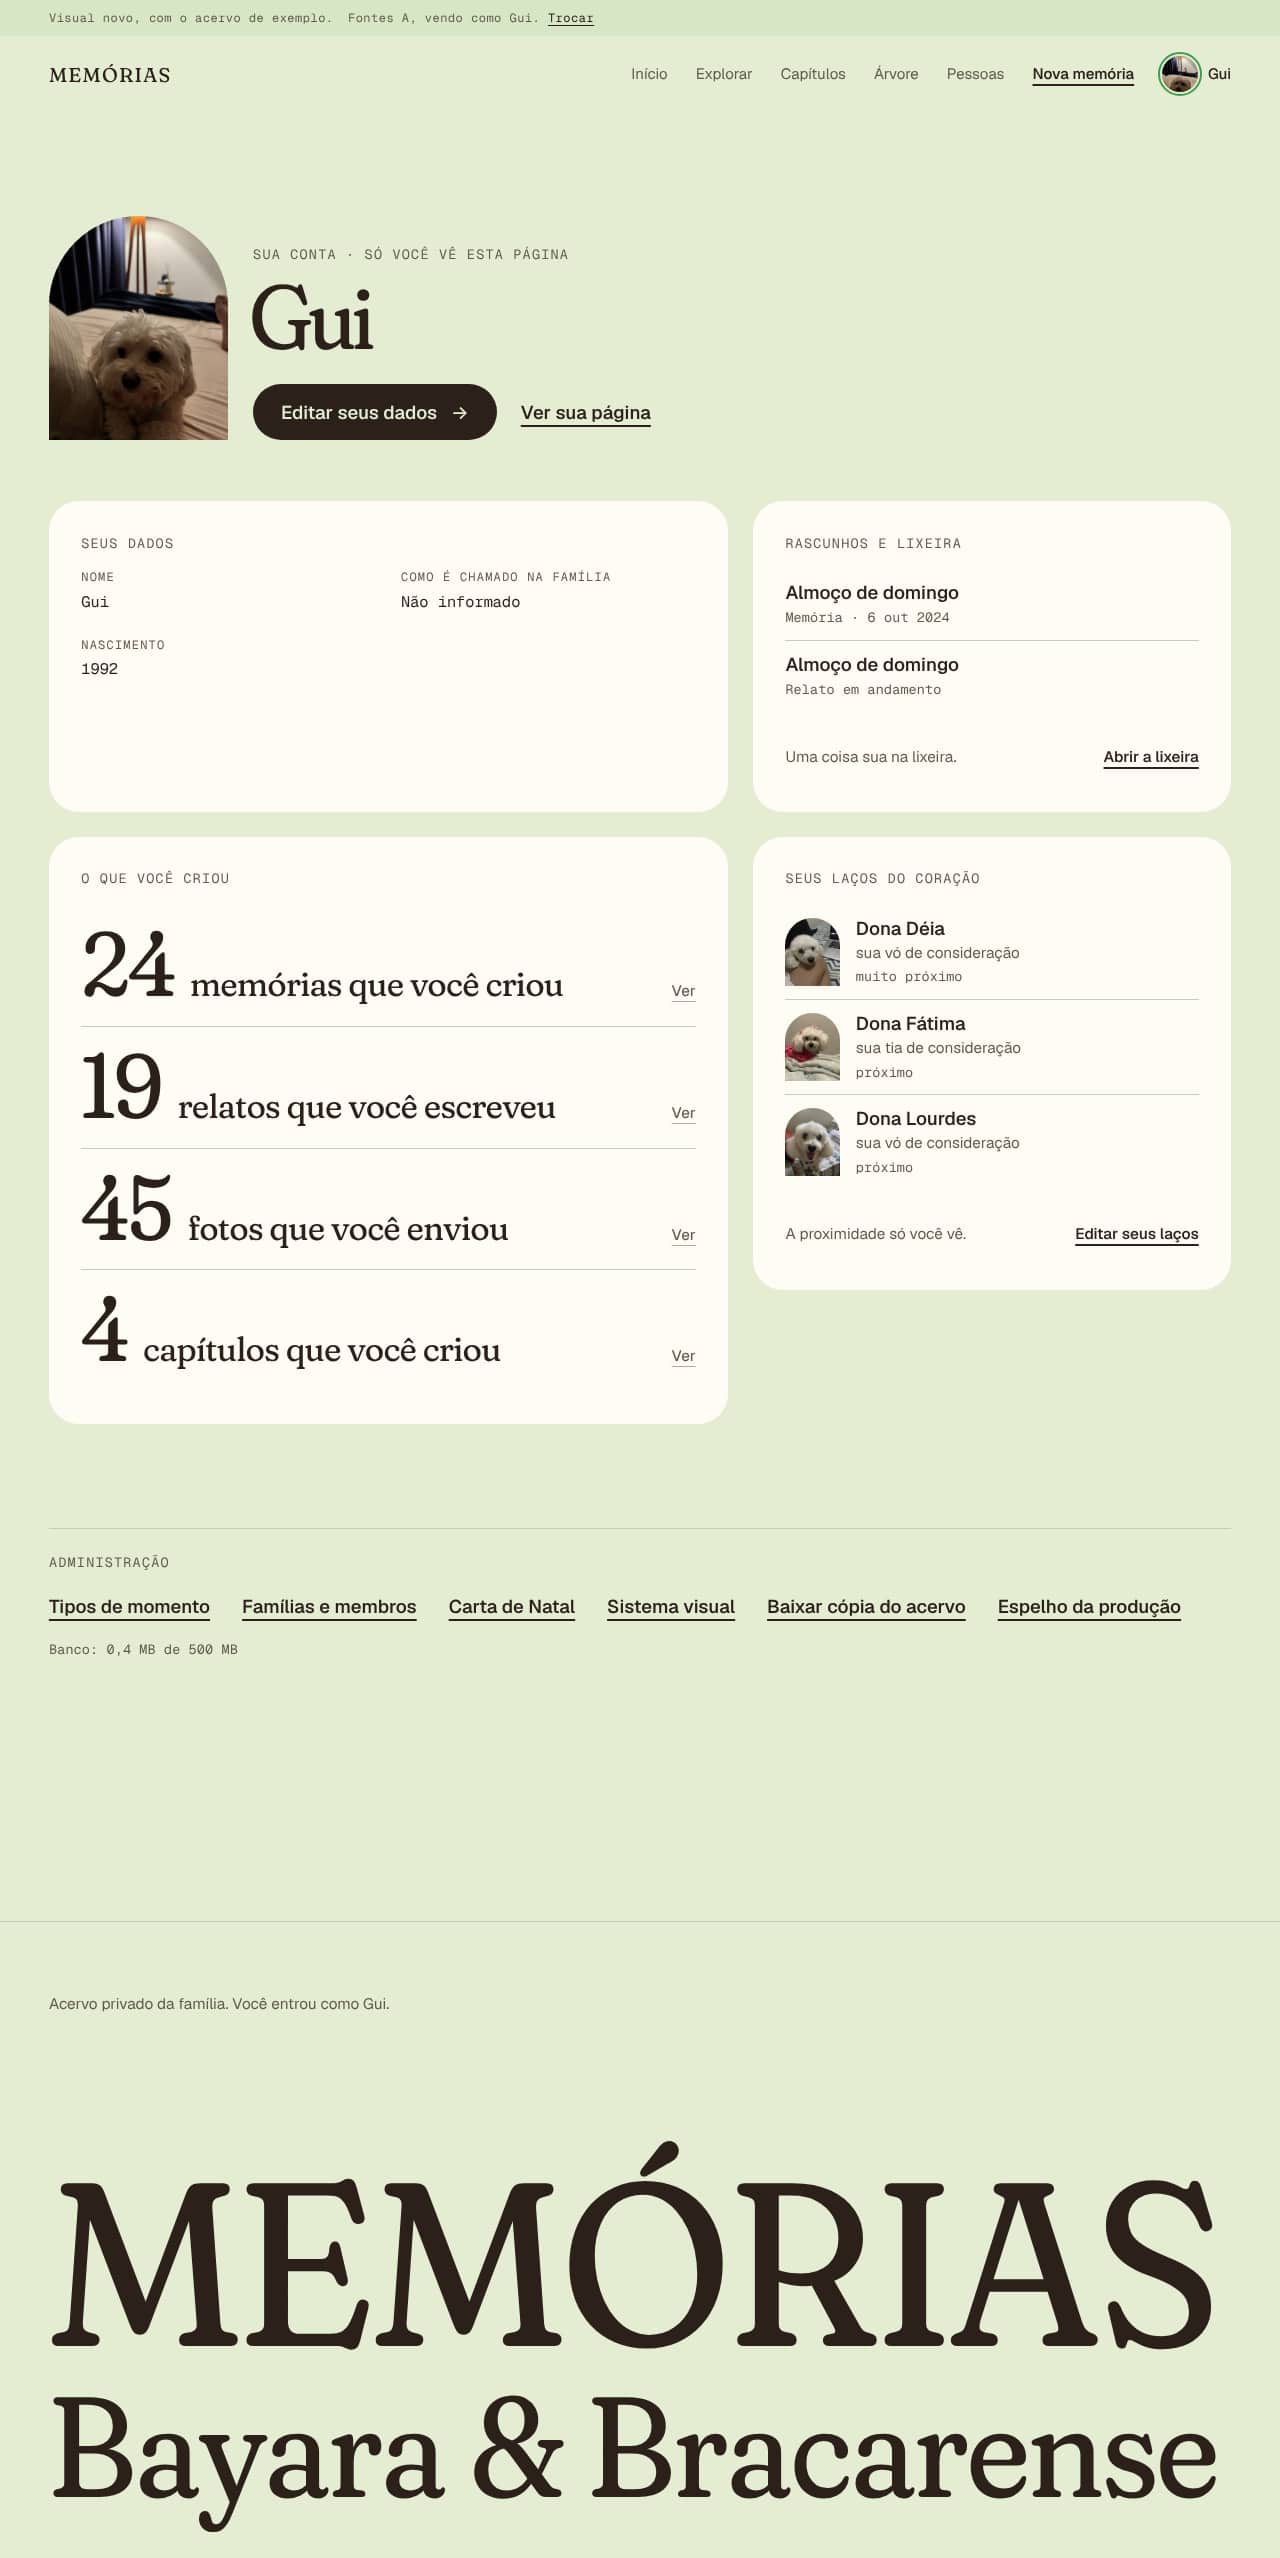 Visual novo, com o acervo de exemplo. Fontes A, vendo como Gui. Trocar
MEMÓRIAS
Início Explorar Capítulos Árvore Pessoas Nova memória Gui
SUA CONTA · SÓ VOCÊ VÊ ESTA PÁGINA
Gui
Editar seus dados →
Ver sua página
SEUS DADOS
NOME
Gui
COMO É CHAMADO NA FAMÍLIA
Não informado
NASCIMENTO
1992
RASCUNHOS E LIXEIRA
Almoço de domingo
Memória · 6 out 2024
Almoço de domingo
Relato em andamento
Uma coisa sua na lixeira. Abrir a lixeira
O QUE VOCÊ CRIOU
24 memórias que você criou Ver
19 relatos que você escreveu Ver
45 fotos que você enviou Ver
4 capítulos que você criou Ver
SEUS LAÇOS DO CORAÇÃO
Dona Déia
sua vó de consideração
muito próximo
Dona Fátima
sua tia de consideração
próximo
Dona Lourdes
sua vó de consideração
próximo
A proximidade só você vê. Editar seus laços
ADMINISTRAÇÃO
Tipos de momento Famílias e membros Carta de Natal Sistema visual Baixar cópia do acervo Espelho da produção
Banco: 0,4 MB de 500 MB
Acervo privado da família. Você entrou como Gui.
MEMÓRIAS
Bayara & Bracarense